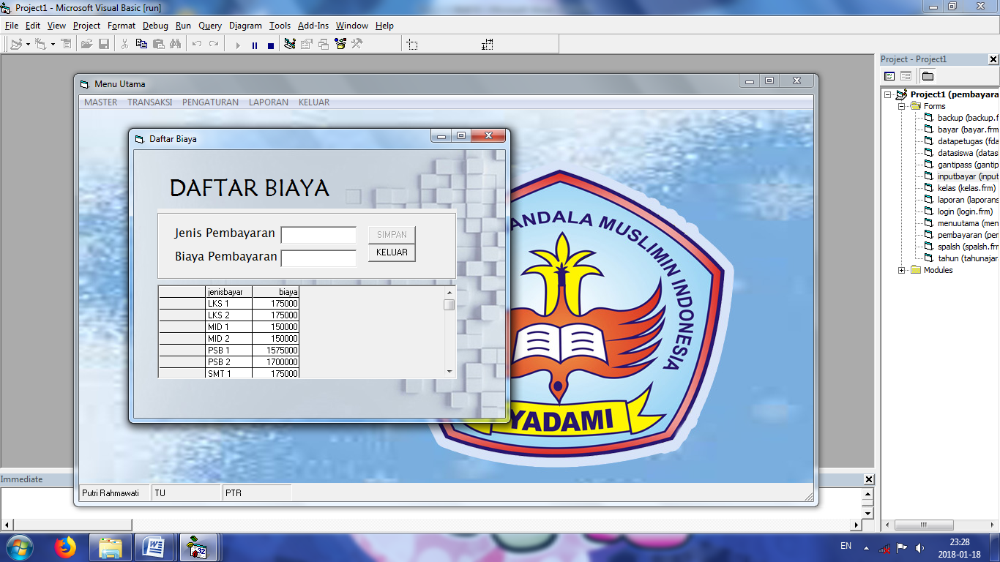 Project1 - Microsoft Visual Basic [run]
File Edit View Project Format Debug Run Query Diagram Tools Add-Ins Window Help
Project - Project1
Project1 (pembayara
Forms
backup (backup.f
bayar (bayar.frm
datapetugas (fda
datasiswa (datas
gantipass (gantip
inputbayar (input
kelas (kelas.frm)
laporan (laporans
login (login.frm)
menuutama (men
pembayaran (per
spalsh (spalsh.frr
tahun (tahunajar
Modules
Menu Utama
MASTER TRANSAKSI PENGATURAN LAPORAN KELUAR
Daftar Biaya
DAFTAR BIAYA
Jenis Pembayaran SIMPAN
Biaya Pembayaran KELUAR
jenisbayar biaya
LKS 1 175000
LKS 2 175000
MID 1 150000
MID 2 150000
PSB 1 1575000
PSB 2 1700000
SMT 1 175000
ANDALA MUSLIMIN INDONESIA
YADAMI
Putri Rahmawati TU PTR
Immediate
32
EN
23:28
2018-01-18